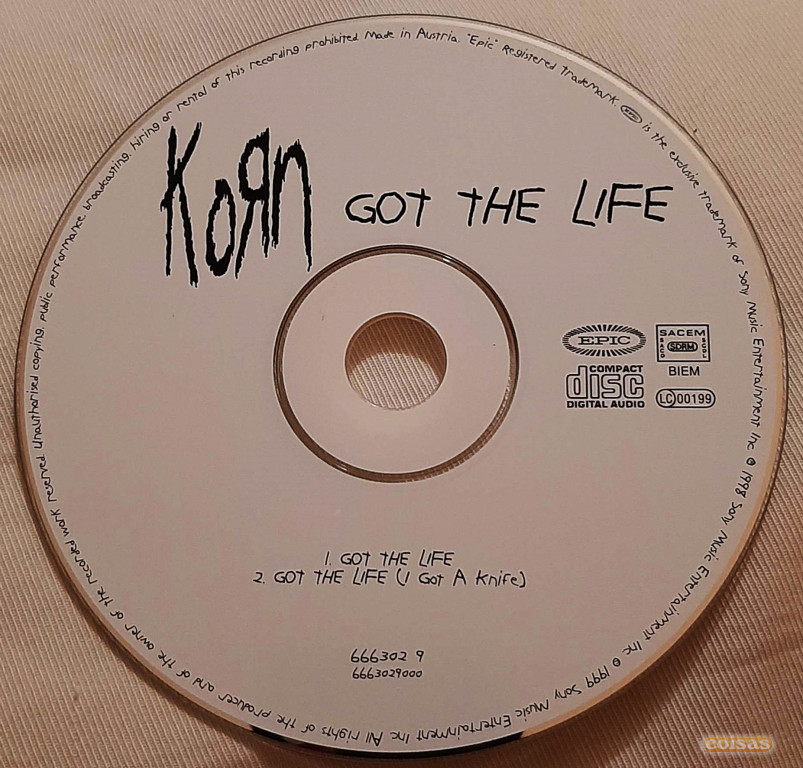 KoЯn GOT THE LIFE
EPIC
SACEM
SACD SDRM SGDL
BIEM
COMPACT
disc
DIGITAL AUDIO
LC 00199
1. GOT THE LIFE
2. GOT THE LIFE (I Got A Knife)
666302 9
6663029000
Made in Austria. "Epic" Registered trademark. EPIC is the exclusive trademark of Sony Music Entertainment Inc ℗ 1998 Sony Music Entertainment Inc © 1999 Sony Music Entertainment Inc All rights of the producer and of the owner of the recorded work reserved. Unauthorised copying, public performance, broadcasting, hiring or rental of this recording prohibited.
coisas